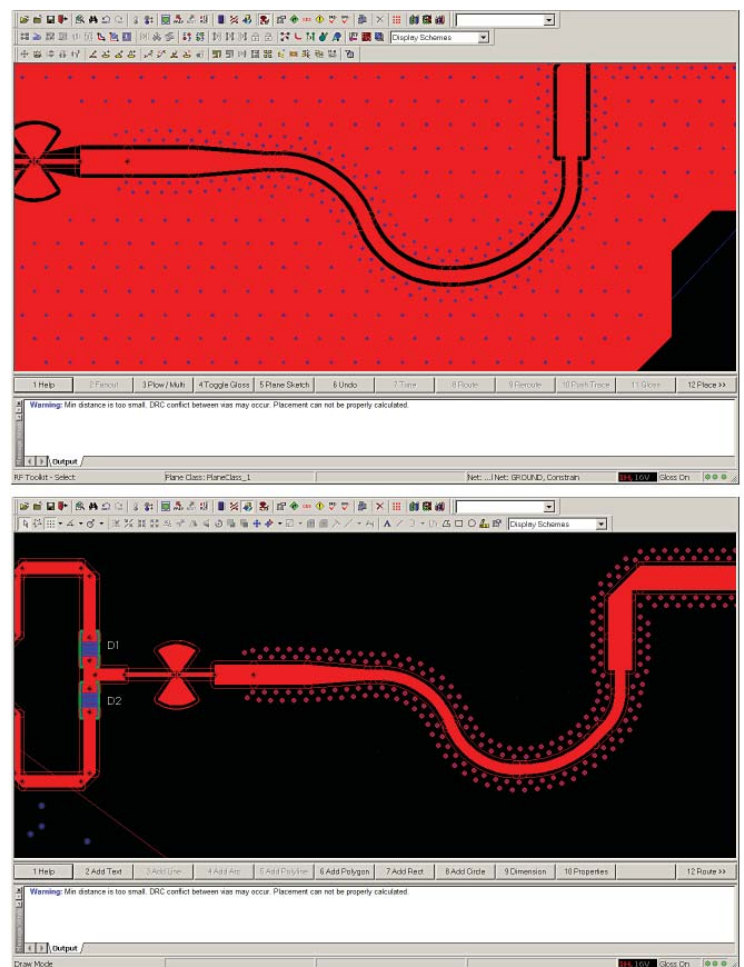 Display Schemes
1 Help 2 Fanout 3 Plow / Multi 4 Toggle Gloss 5 Plane Sketch 6 Undo 7 Tune 8 Route 9 Reroute 10 Push Trace 11 Gloss 12 Place >>
Warning: Min distance is too small. DRC conflict between vias may occur. Placement can not be properly calculated.
Output
RF Toolkit - Select Plane Class: PlaneClass_1 Net: ...| Net: GROUND, Constrain 1H, 16V Gloss On
Display Schemes
D1
D2
1 Help 2 Add Text 3 Add Line 4 Add Arc 5 Add Polyline 6 Add Polygon 7 Add Rect 8 Add Circle 9 Dimension 10 Properties 12 Route >>
Warning: Min distance is too small. DRC conflict between vias may occur. Placement can not be properly calculated.
Output
Draw Mode 1H, 16V Gloss On